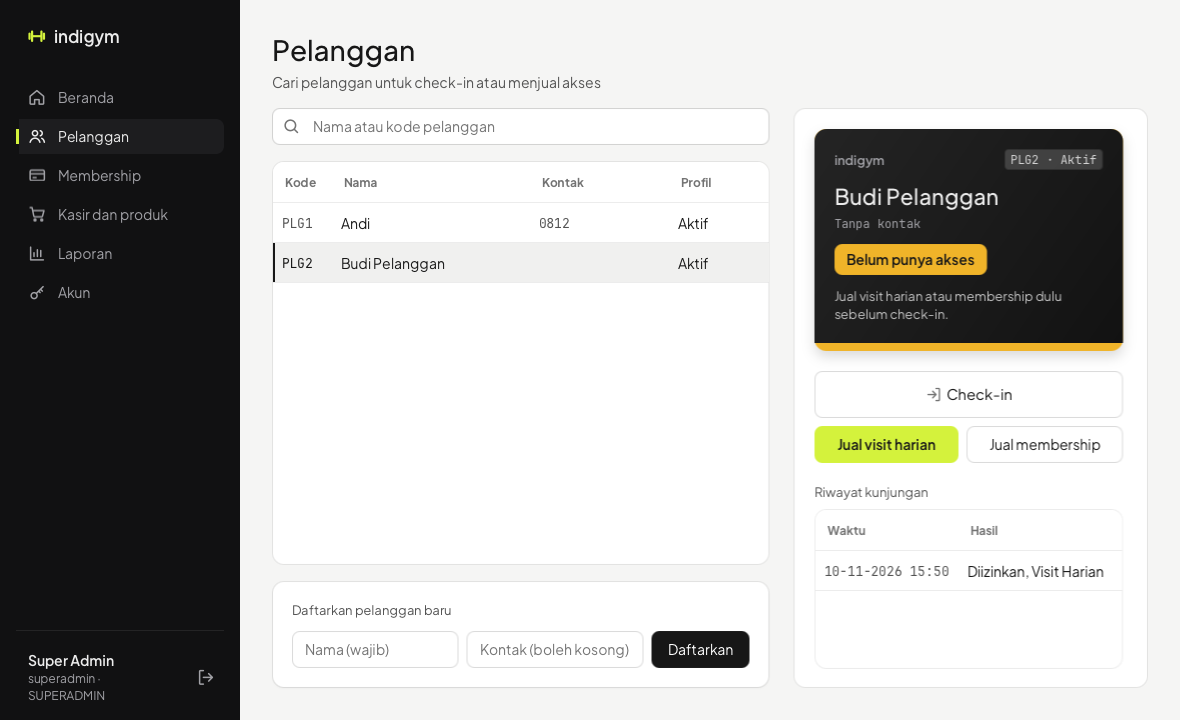 indigym
Beranda
Pelanggan
Membership
Kasir dan produk
Laporan
Akun
Super Admin
superadmin ·
SUPERADMIN
Pelanggan
Cari pelanggan untuk check-in atau menjual akses
Nama atau kode pelanggan
Kode Nama Kontak Profil
PLG1 Andi 0812 Aktif
PLG2 Budi Pelanggan Aktif
Daftarkan pelanggan baru
Nama (wajib) Kontak (boleh kosong) Daftarkan
indigym PLG2 · Aktif
Budi Pelanggan
Tanpa kontak
Belum punya akses
Jual visit harian atau membership dulu
sebelum check-in.
Check-in
Jual visit harian Jual membership
Riwayat kunjungan
Waktu Hasil
10-11-2026 15:50 Diizinkan, Visit Harian